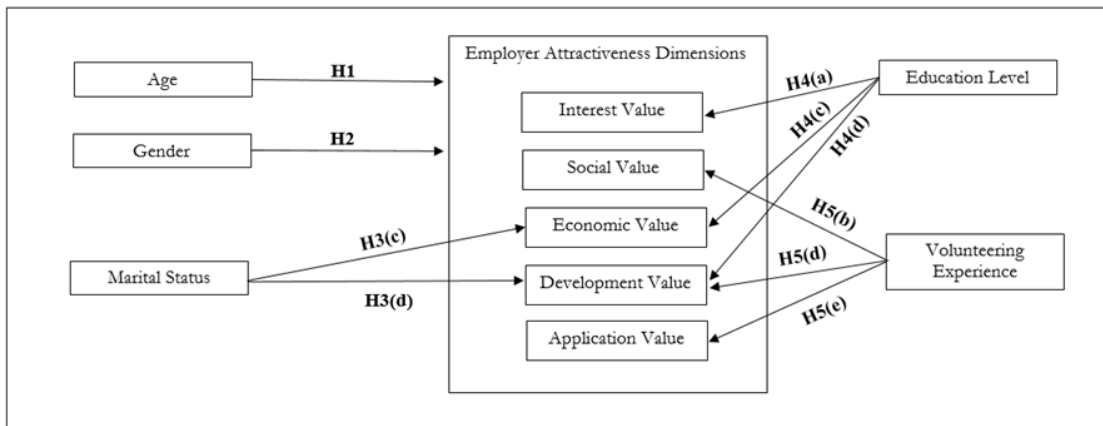 Employer Attractiveness Dimensions
Age
H1
Gender
H2
Marital Status
H3(c)
H3(d)
Interest Value
Social Value
Economic Value
Development Value
Application Value
Education Level
H4(a)
H4(c)
H4(d)
Volunteering
Experience
H5(b)
H5(d)
H5(e)